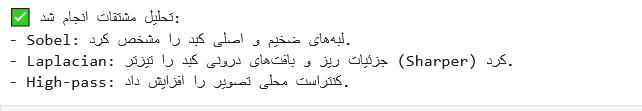 ✅ تحلیل مشتقات انجام شد:
- Sobel: لبه‌های ضخیم و اصلی کبد را مشخص کرد.
- Laplacian: جزئیات ریز و بافت‌های درونی کبد را تیزتر (Sharper) کرد.
- High-pass: کنتراست محلی تصویر را افزایش داد.